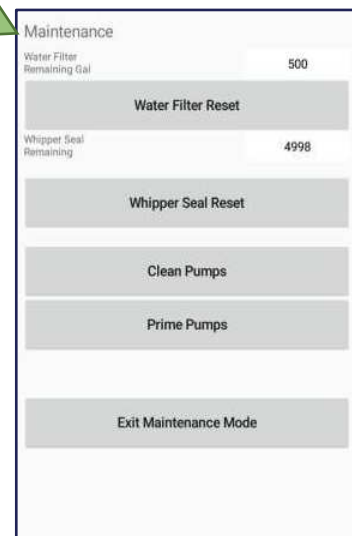 Maintenance
Water Filter
Remaining Gal
500
Water Filter Reset
Whipper Seal
Remaining
4998
Whipper Seal Reset
Clean Pumps
Prime Pumps
Exit Maintenance Mode